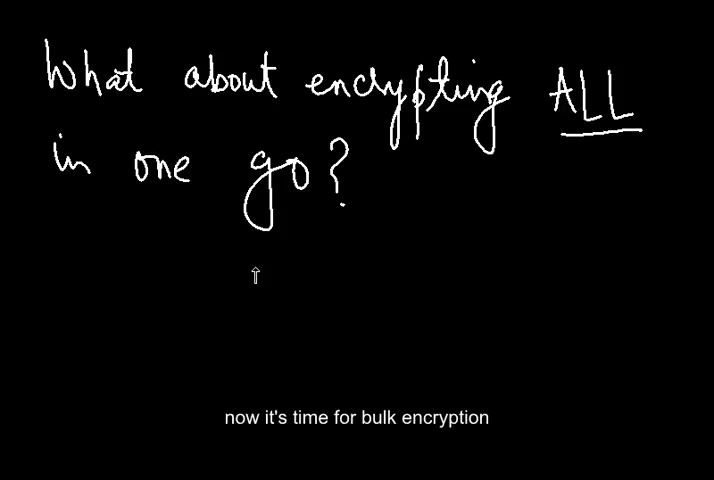 What about encrypting ALL
in one go?
now it's time for bulk encryption